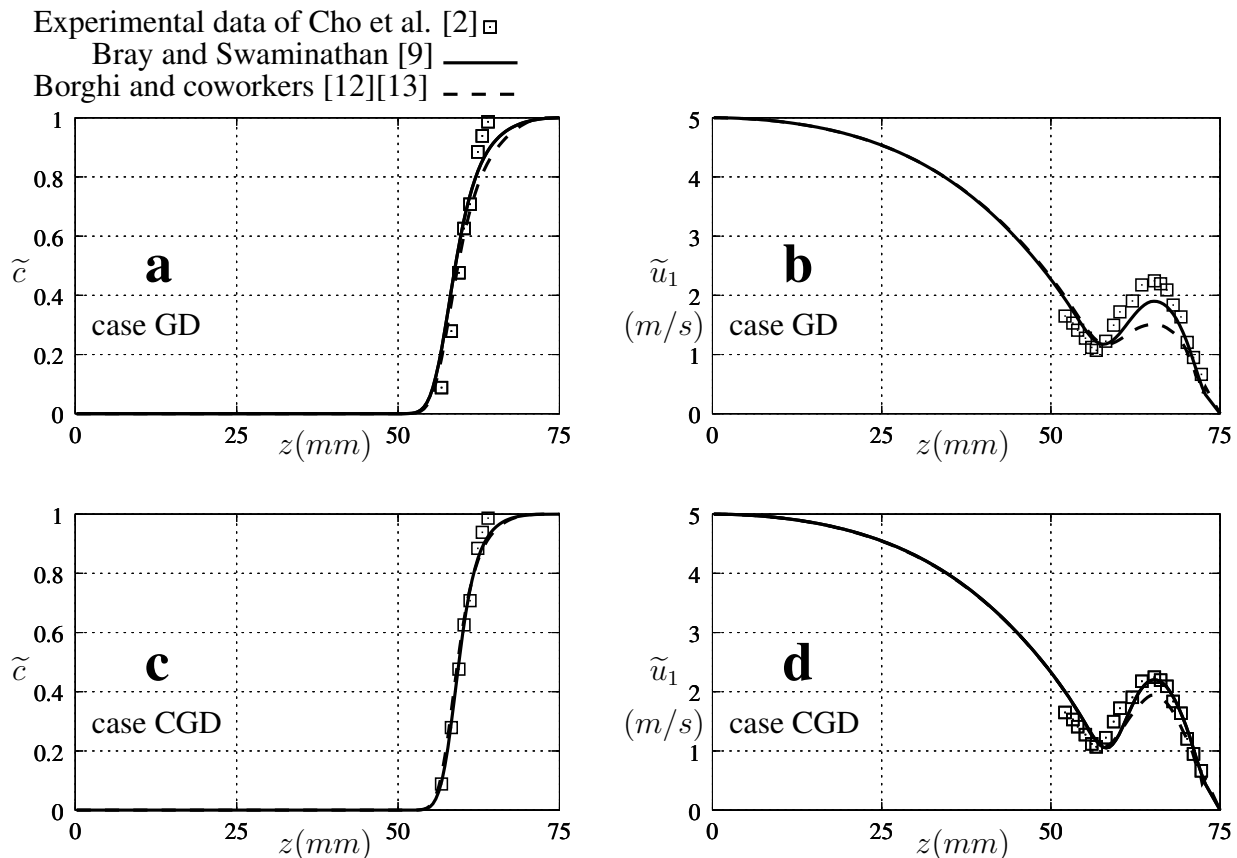 Experimental data of Cho et al. [2]
Bray and Swaminathan [9]
Borghi and coworkers [12][13]
1
0.8
0.6
0.4
0.2
0
c̃
a
case GD
0
25
50
75
z(mm)
5
4
3
2
1
0
ũ₁
(m/s)
b
case GD
0
25
50
75
z(mm)
1
0.8
0.6
0.4
0.2
0
c̃
c
case CGD
0
25
50
75
z(mm)
5
4
3
2
1
0
ũ₁
(m/s)
d
case CGD
0
25
50
75
z(mm)